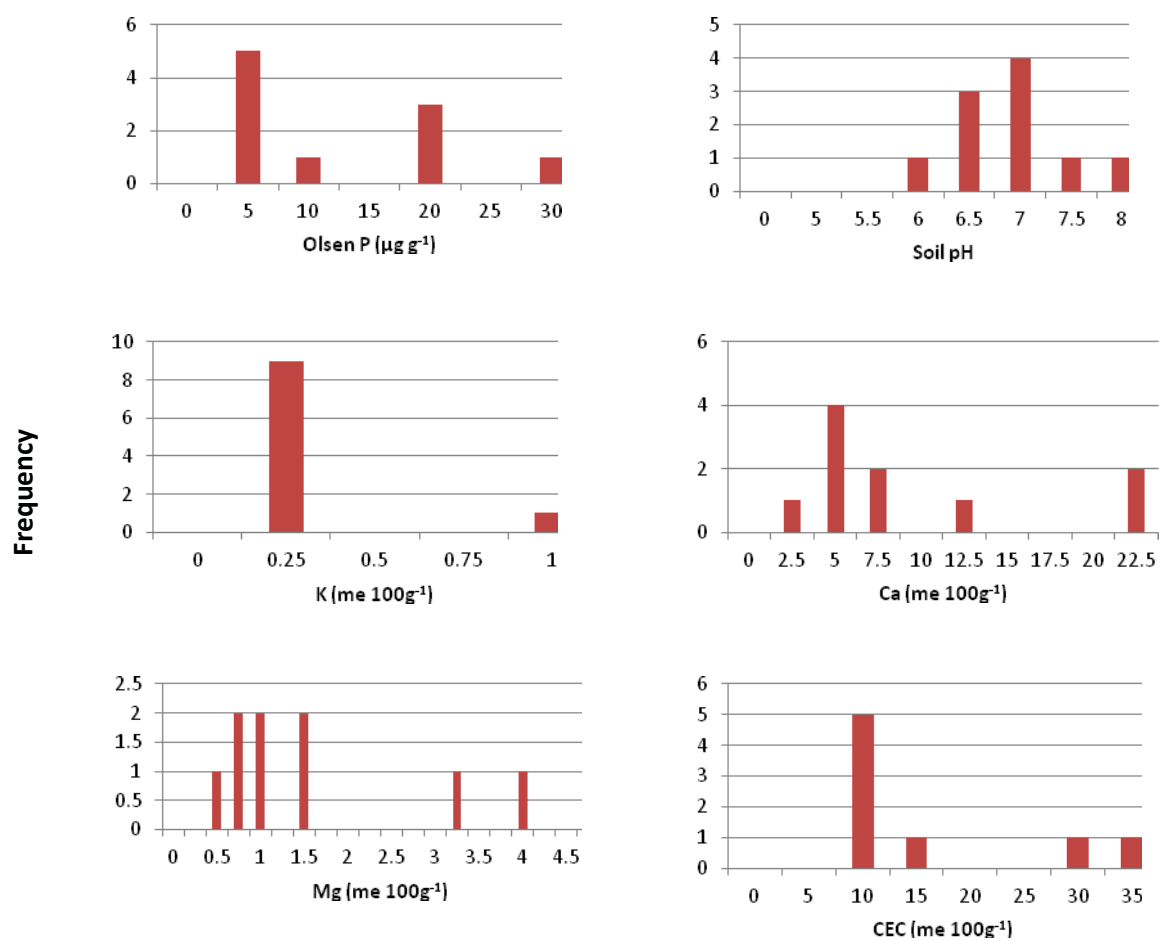 6
4
2
0
0 5 10 15 20 25 30
Olsen P (µg g⁻¹)
5
4
3
2
1
0
0 5 5.5 6 6.5 7 7.5 8
Soil pH
Frequency
10
8
6
4
2
0
0 0.25 0.5 0.75 1
K (me 100g⁻¹)
6
4
2
0
0 2.5 5 7.5 10 12.5 15 17.5 20 22.5
Ca (me 100g⁻¹)
2.5
2
1.5
1
0.5
0
0 0.5 1 1.5 2 2.5 3 3.5 4 4.5
Mg (me 100g⁻¹)
6
5
4
3
2
1
0
0 5 10 15 20 25 30 35
CEC (me 100g⁻¹)